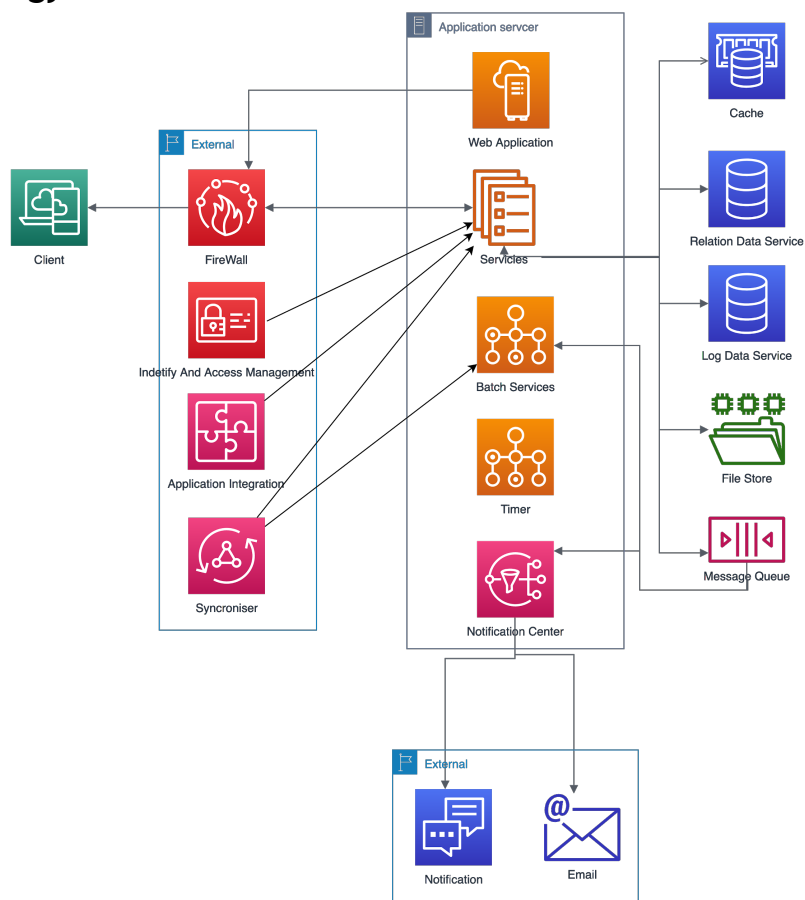 Application servcer
Cache
Web Application
External
Relation Data Service
Client
FireWall
Servicies
Log Data Service
Indetify And Access Management
Batch Services
Application Integration
File Store
Timer
Message Queue
Syncroniser
Notification Center
External
@
Notification
Email